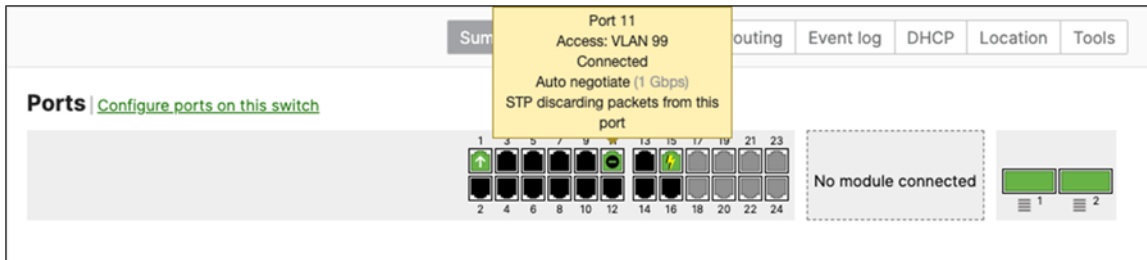 Port 11
Access: VLAN 99
Connected
Auto negotiate (1 Gbps)
STP discarding packets from this
port
Sum outing Event log DHCP Location Tools
Ports | Configure ports on this switch
1 3 5 7 9 13 15 17 19 21 23
No module connected
1 2
2 4 6 8 10 12 14 16 18 20 22 24